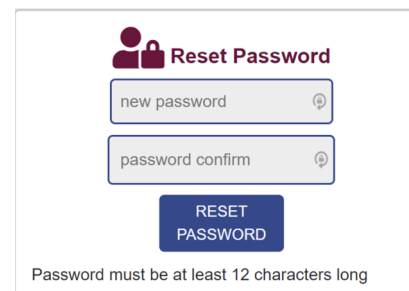 Reset Password
new password
password confirm
RESET
PASSWORD
Password must be at least 12 characters long